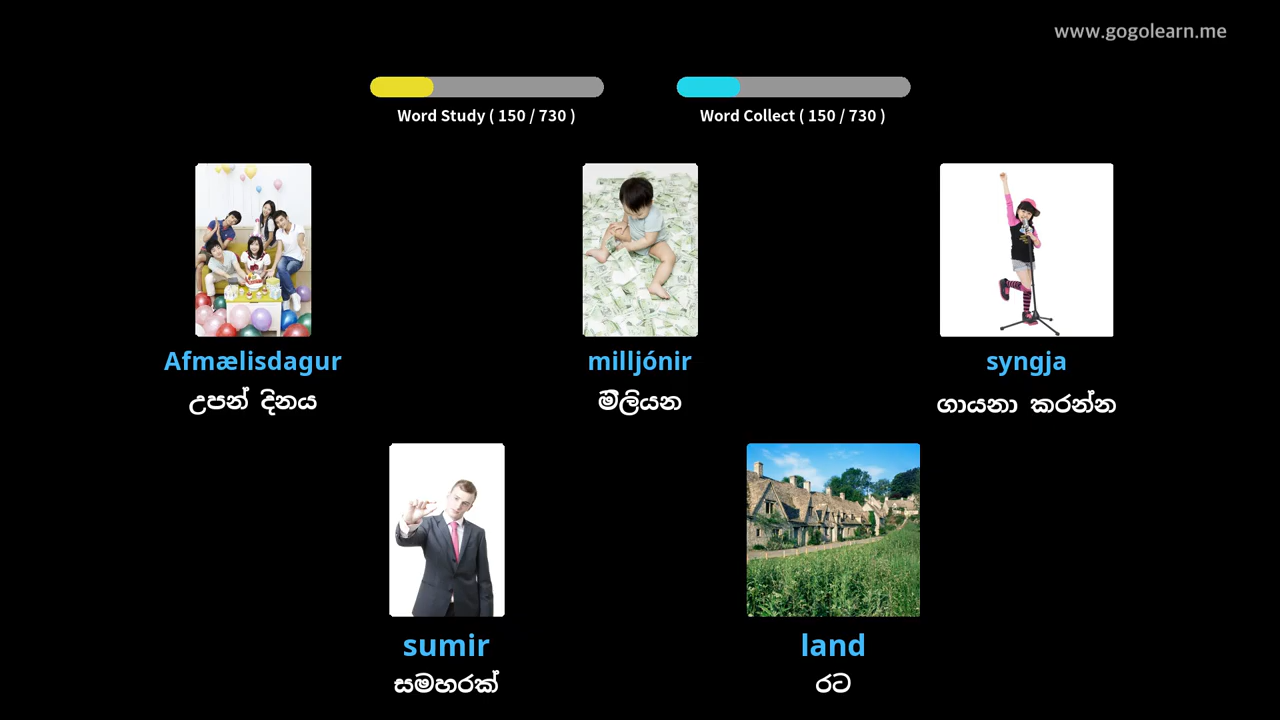 www.gogolearn.me
Word Study ( 150 / 730 )
Word Collect ( 150 / 730 )
Afmælisdagur
milljónir
syngja
උපන් දිනය
මිලියන
ගායනා කරන්න
sumir
land
සමහරක්
රට